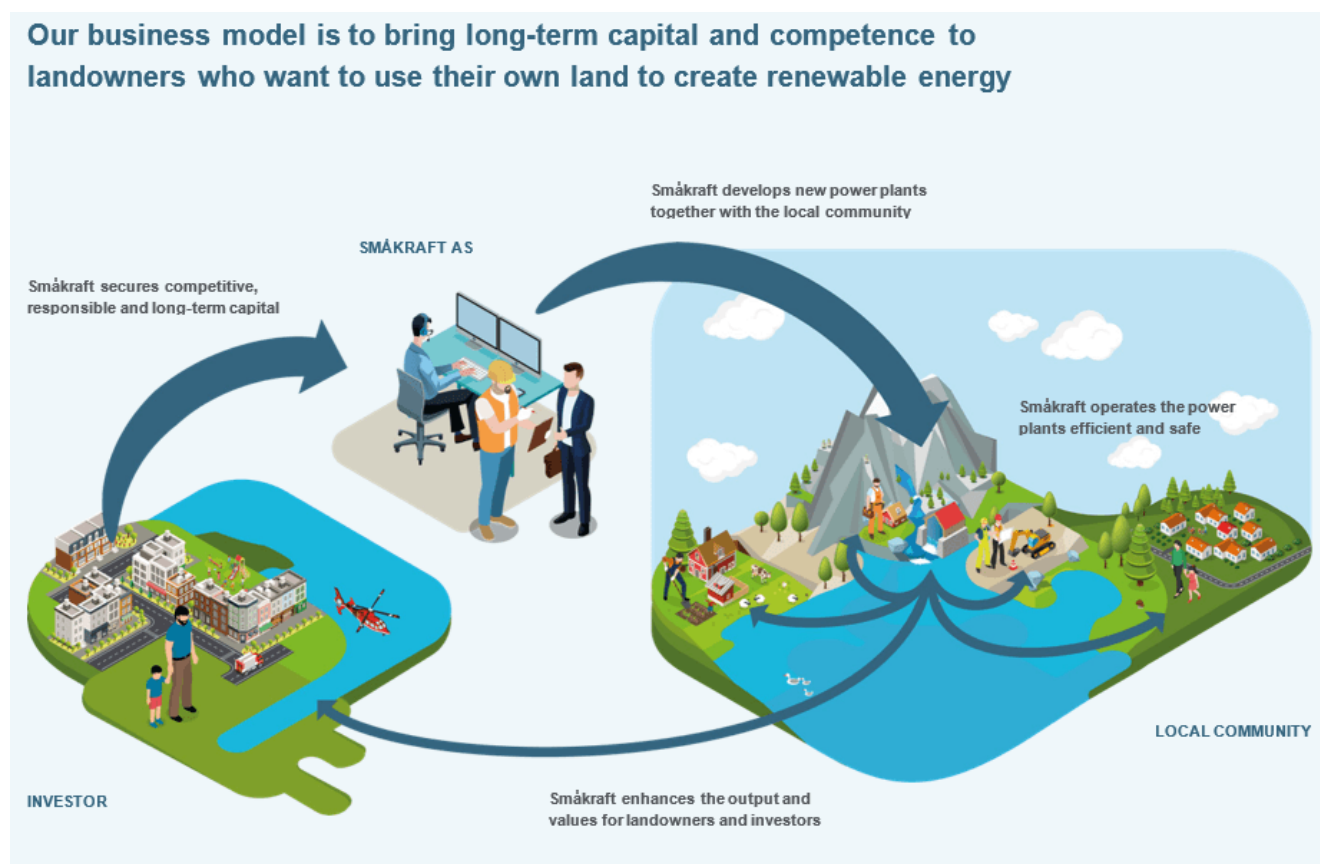 Our business model is to bring long-term capital and competence to
landowners who want to use their own land to create renewable energy
Småkraft develops new power plants
together with the local community
SMÅKRAFT AS
Småkraft secures competitive,
responsible and long-term capital
Småkraft operates the power
plants efficient and safe
LOCAL COMMUNITY
INVESTOR
Småkraft enhances the output and
values for landowners and investors